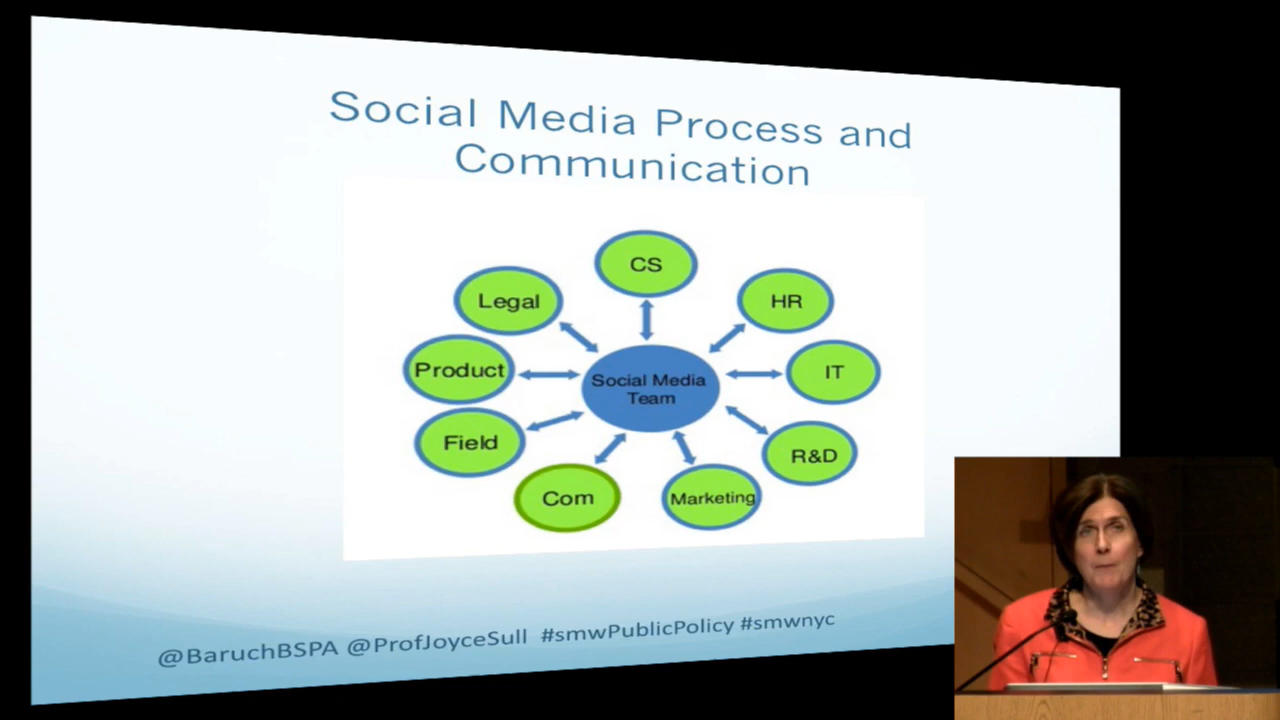 Social Media Process and
Communication
CS
Legal
HR
Product
Social Media
Team
IT
Field
R&D
Com
Marketing
@BaruchBSPA @ProfJoyceSull #smwPublicPolicy #smwnyc